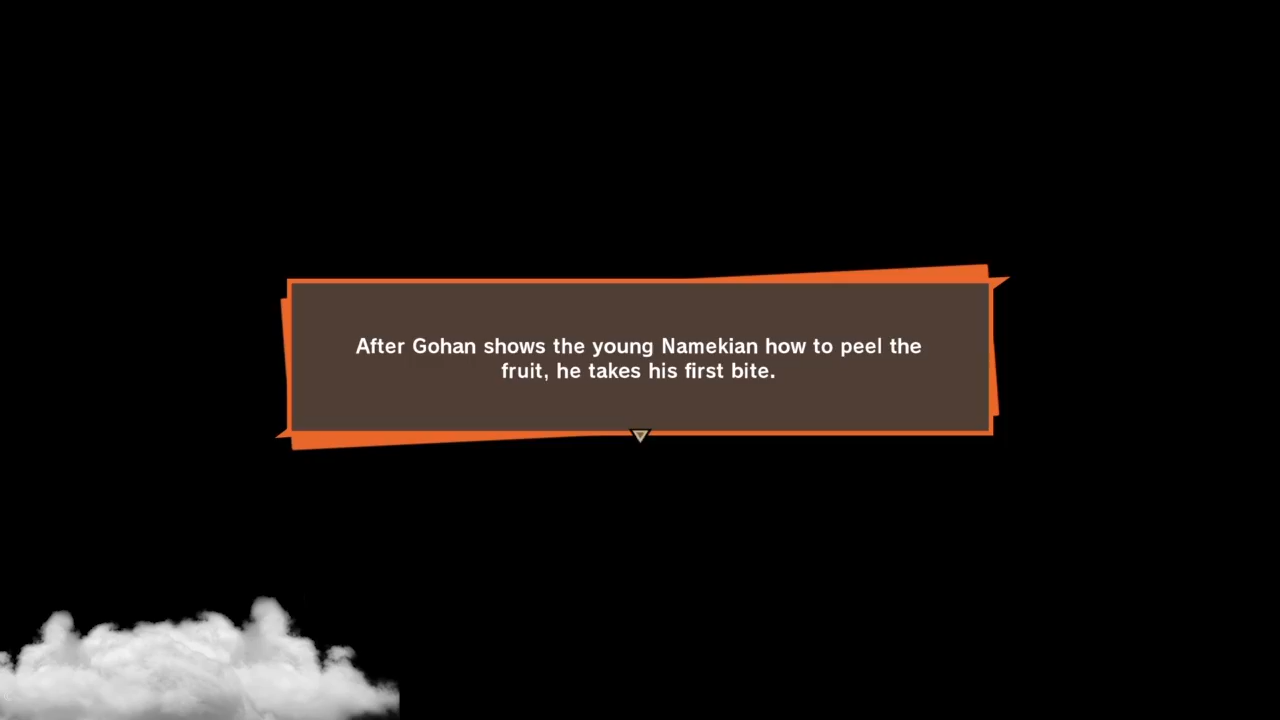 After Gohan shows the young Namekian how to peel the
fruit, he takes his first bite.